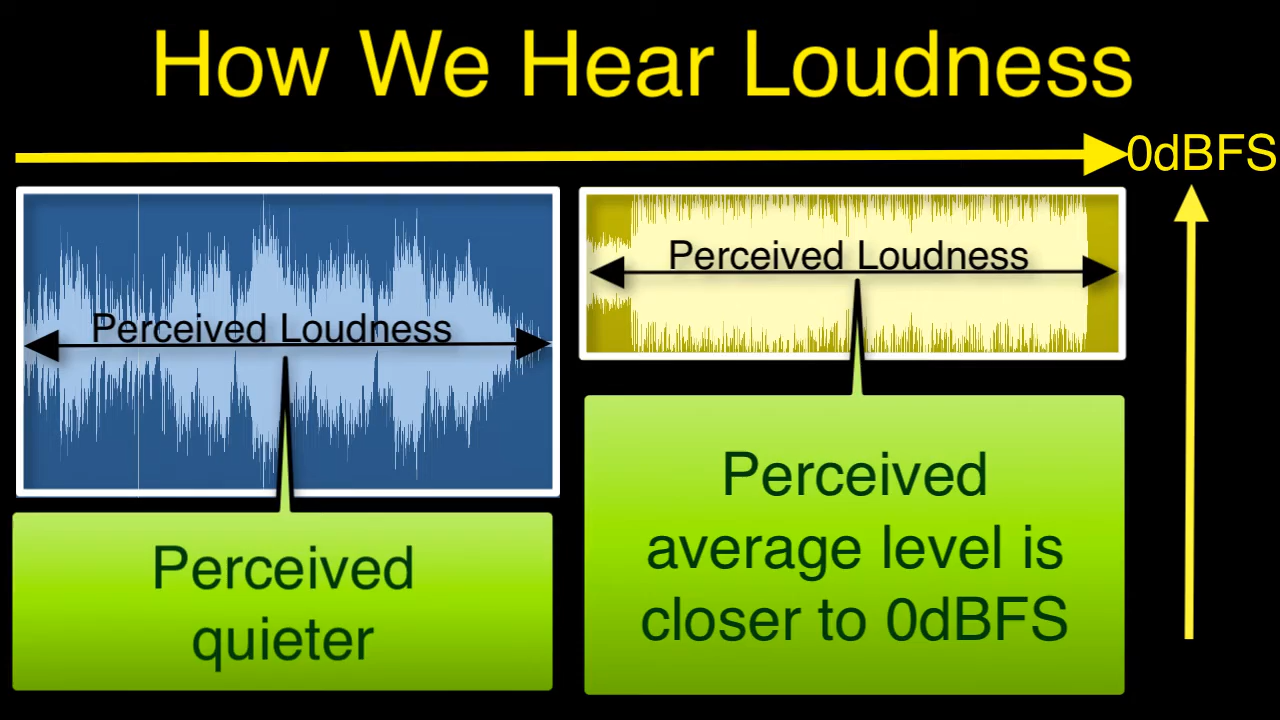 How We Hear Loudness
0dBFS
Perceived Loudness
Perceived Loudness
Perceived
quieter
Perceived
average level is
closer to 0dBFS